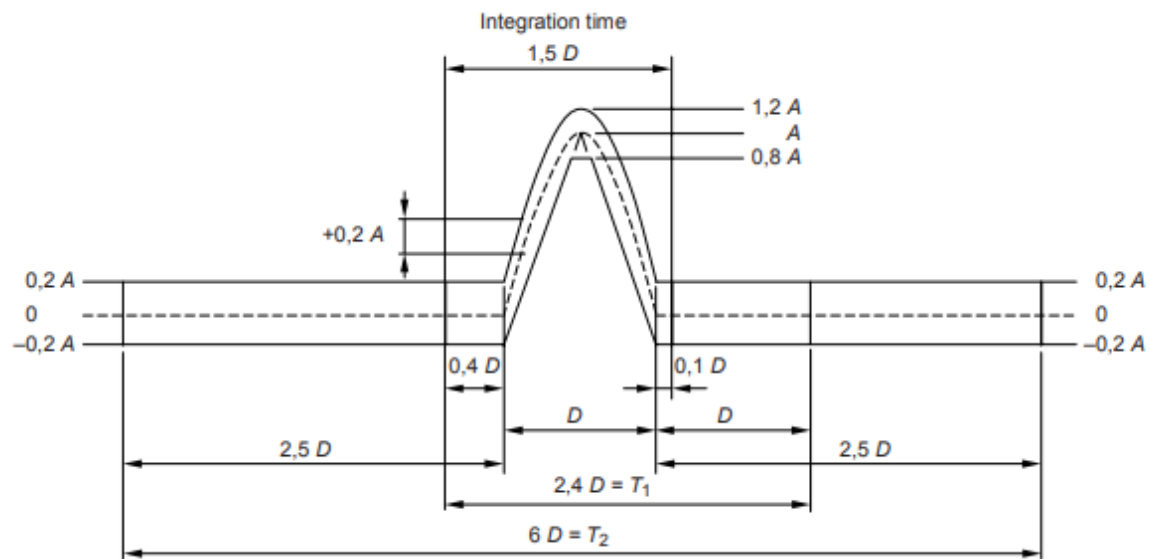 Integration time
1,5 D
1,2 A
A
0,8 A
+0,2 A
0,2 A
0,2 A
0
0
–0,2 A
–0,2 A
0,4 D
0,1 D
D
D
2,5 D
2,5 D
2,4 D = T₁
6 D = T₂